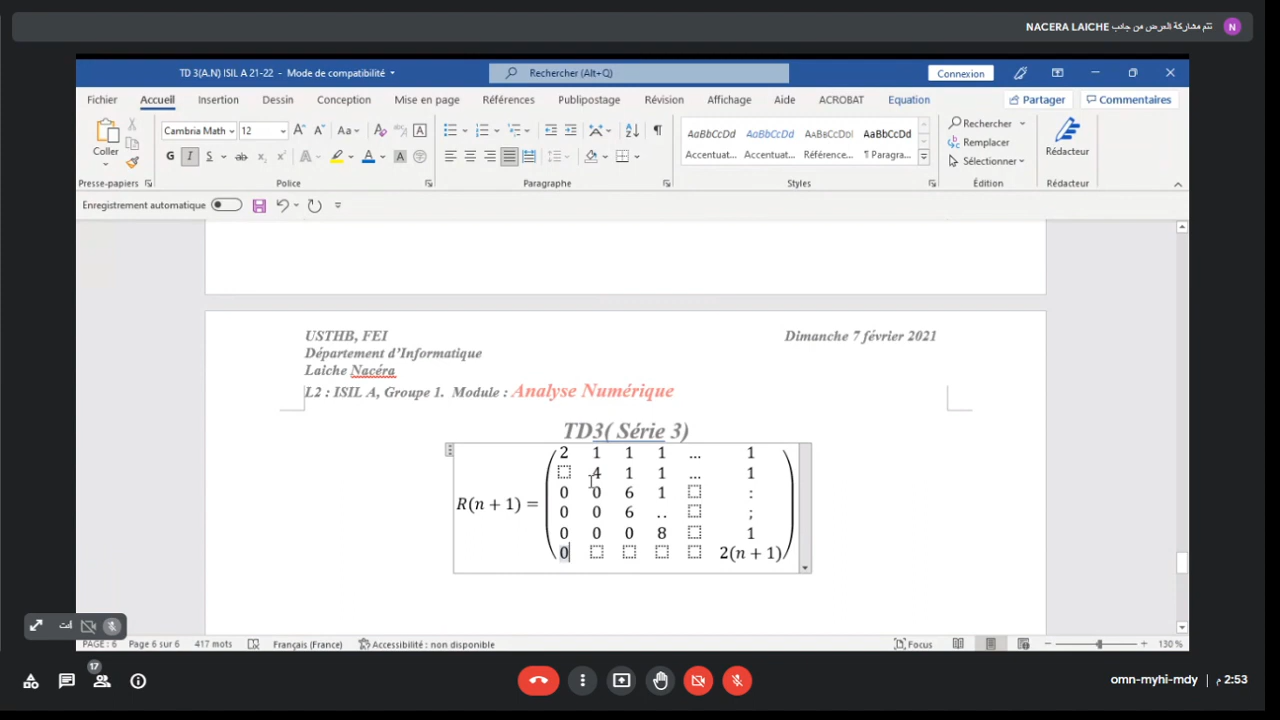 تتم مشاركة العرض من جانب NACERA LAICHE
N
TD 3(A.N) ISIL A 21-22 - Mode de compatibilité
Rechercher (Alt+Q)
Connexion
Fichier Accueil Insertion Dessin Conception Mise en page Références Publipostage Révision Affichage Aide ACROBAT Equation Partager Commentaires
Coller
Cambria Math 12
G I S ab x₂ x²
AaBbCcDd AaBbCcDd AaBbCcDd AaBbCcDd
Accentuat... Accentuat... Référence... ¶ Paragra...
Rechercher
Remplacer
Sélectionner
Rédacteur
Presse-papiers Police Paragraphe Styles Édition Rédacteur
Enregistrement automatique
USTHB, FEI Dimanche 7 février 2021
Département d’Informatique
Laiche Nacéra
L2 : ISIL A, Groupe 1. Module : Analyse Numérique
TD3( Série 3)
2 1 1 1 … 1
4 1 1 … 1
0 0 6 1 :
R(n + 1) =
0 0 6 .. ;
0 0 0 8 1
0 2(n + 1)
انت
PAGE : 6 Page 6 sur 6 417 mots Français (France) Accessibilité : non disponible Focus 130 %
17
omn-myhi-mdy | 2:53 م